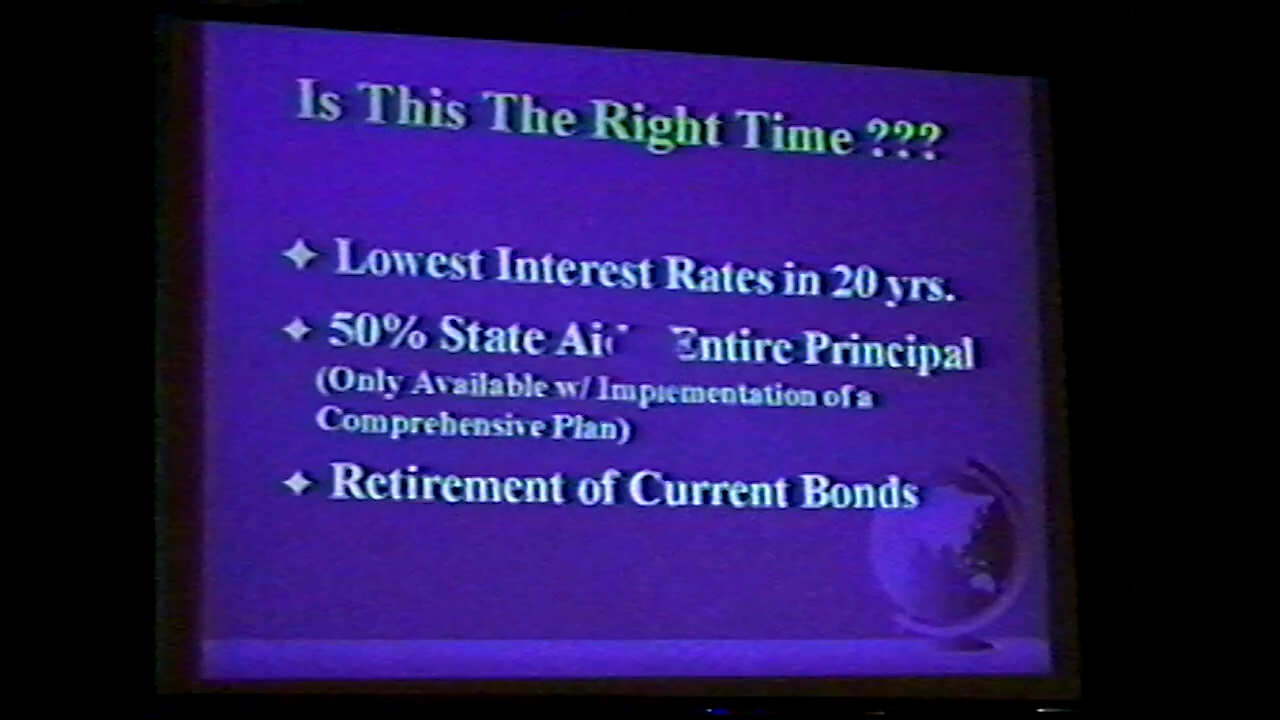 Is This The Right Time ???
✦ Lowest Interest Rates in 20 yrs.
✦ 50% State Entire Principal
(Only Available w/ Implementation of a
Comprehensive Plan)
✦ Retirement of Current Bonds